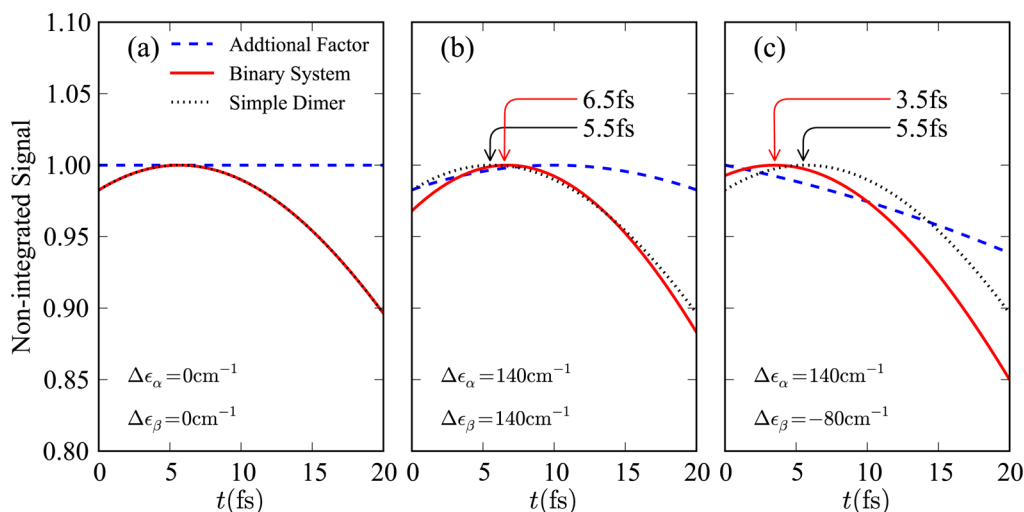 1.10
1.05
1.00
0.95
0.90
0.85
0.80
Non-integrated Signal
(a)
Addtional Factor
Binary System
Simple Dimer
Δϵα=0cm−1
Δϵβ=0cm−1
0 5 10 15 20
t(fs)
(b)
6.5fs
5.5fs
Δϵα=140cm−1
Δϵβ=140cm−1
0 5 10 15 20
t(fs)
(c)
3.5fs
5.5fs
Δϵα=140cm−1
Δϵβ=−80cm−1
0 5 10 15 20
t(fs)